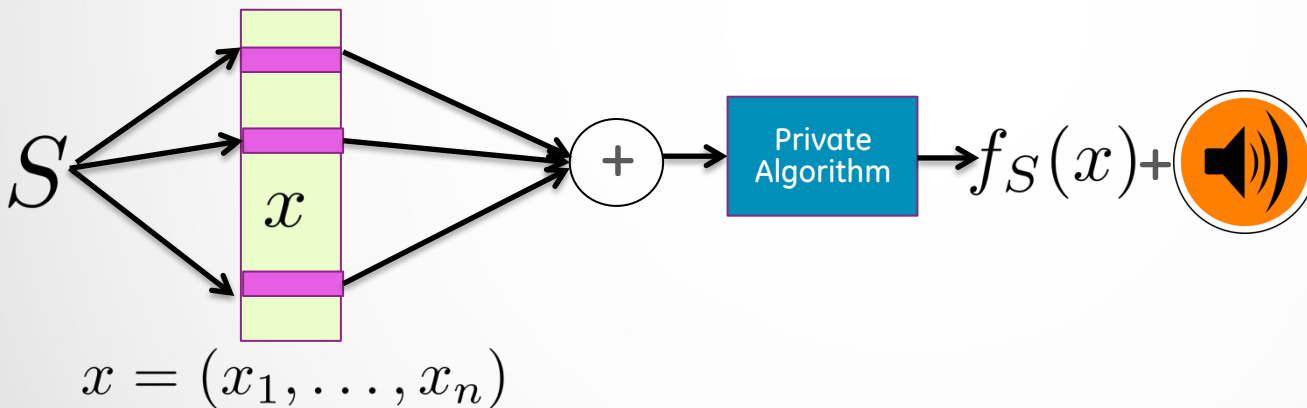 S
x
+
Private
Algorithm
f_S(x) +
x = (x_1, . . . , x_n)